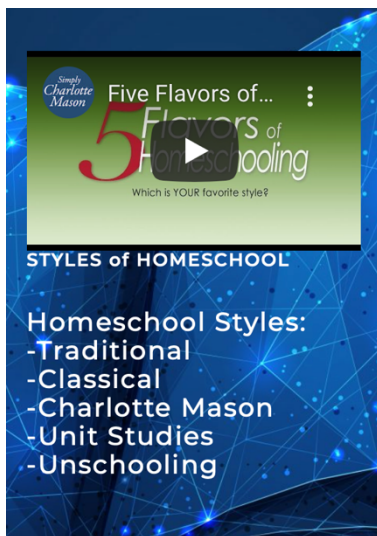 Simply
Charlotte
Mason
Five Flavors of...
5 Flavors of
Homeschooling
Which is YOUR favorite style?
STYLES of HOMESCHOOL
Homeschool Styles:
-Traditional
-Classical
-Charlotte Mason
-Unit Studies
-Unschooling